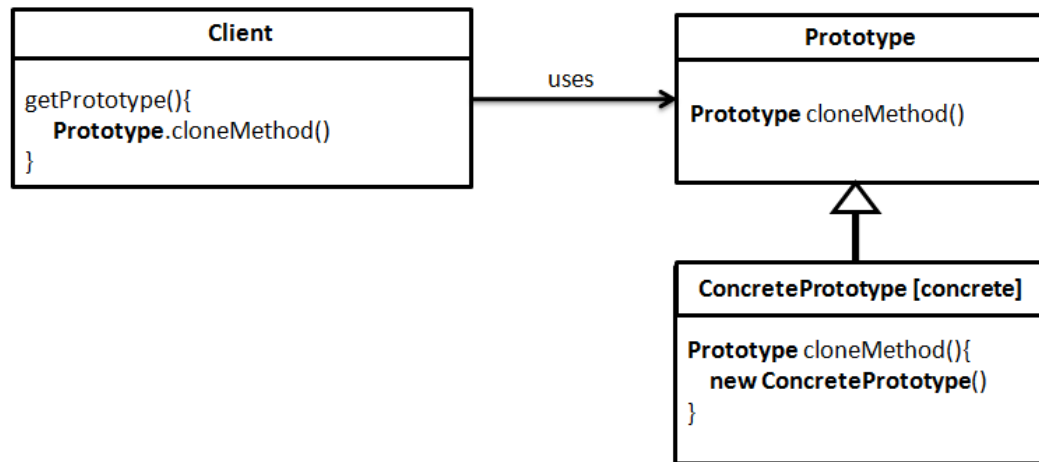 Client
getPrototype(){
Prototype.cloneMethod()
}
uses
Prototype
Prototype cloneMethod()
ConcretePrototype [concrete]
Prototype cloneMethod(){
new ConcretePrototype()
}